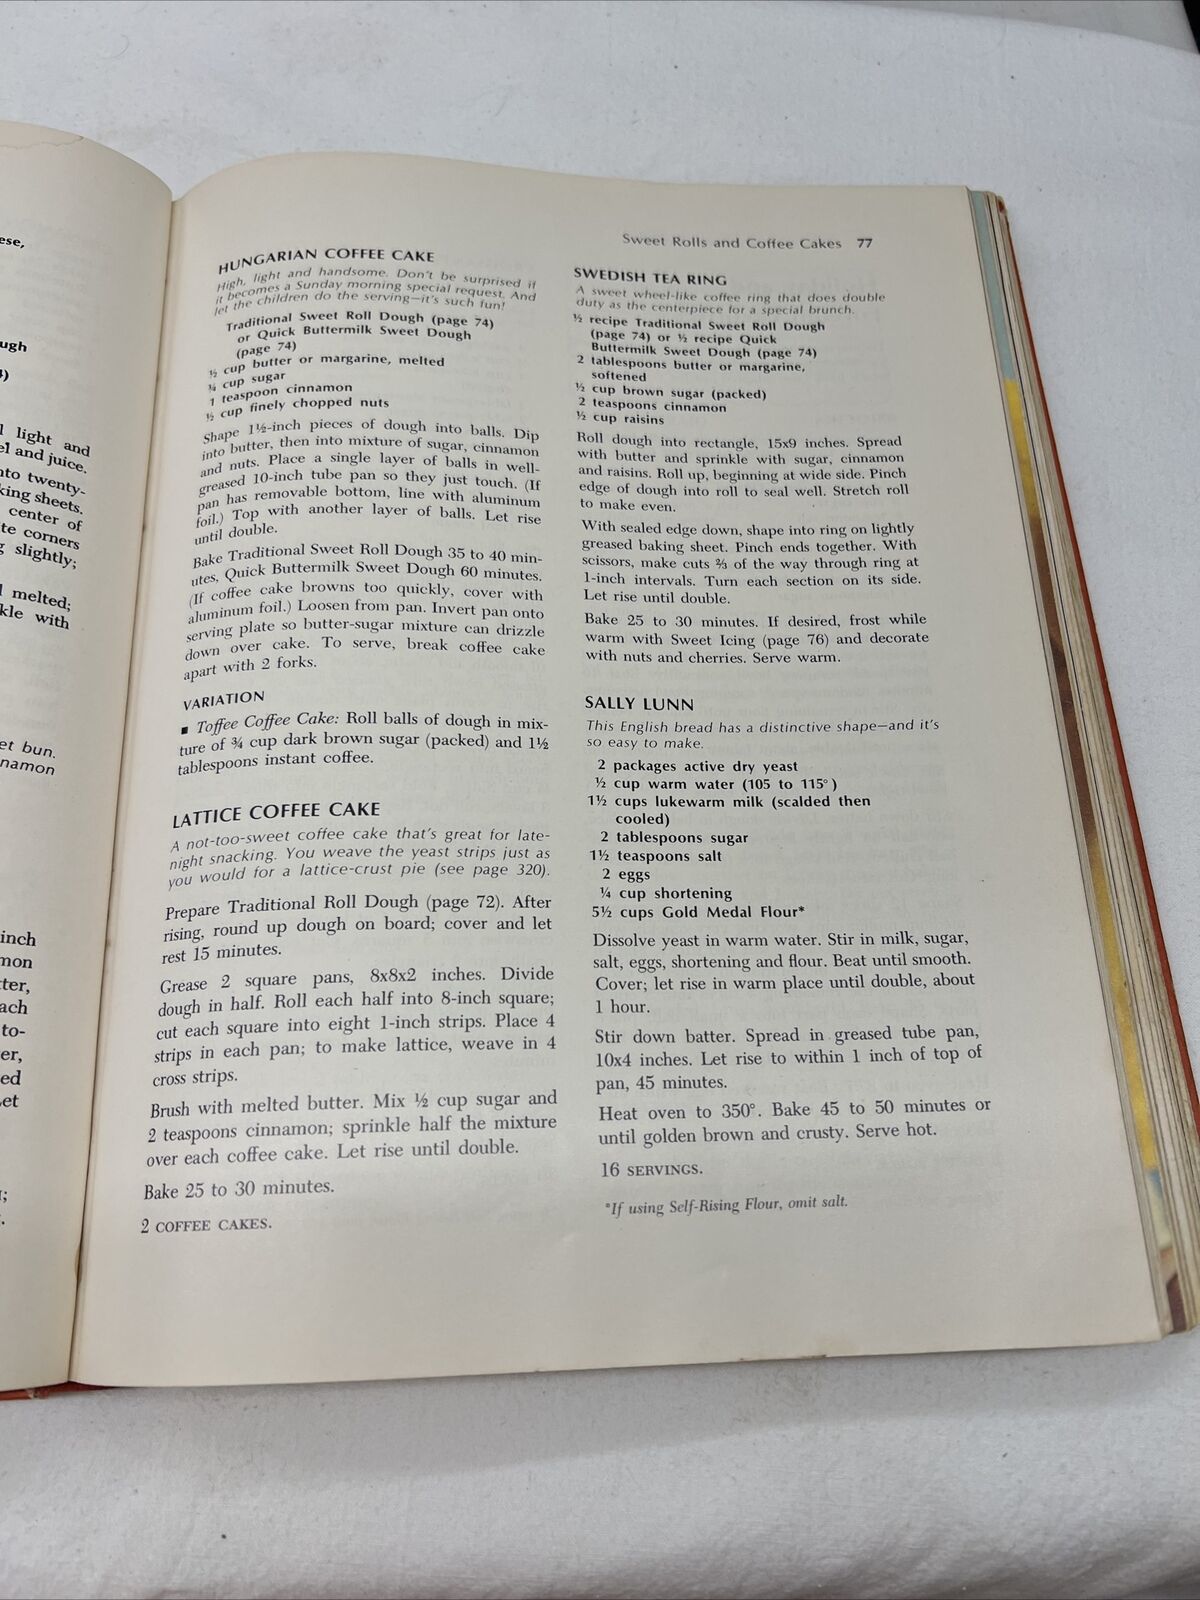 ese,
ugh
4)
l light and
el and juice.
nto twenty-
king sheets.
center of
te corners
g slightly;
l melted;
kle with
et bun.
nnamon
inch
mon
ter,
ach
to-
er,
ed
Let
Sweet Rolls and Coffee Cakes 77
HUNGARIAN COFFEE CAKE
High, light and handsome. Don't be surprised if
it becomes a Sunday morning special request. And
let the children do the serving—it's such fun!
Traditional Sweet Roll Dough (page 74)
or Quick Buttermilk Sweet Dough
(page 74)
½ cup butter or margarine, melted
¾ cup sugar
1 teaspoon cinnamon
½ cup finely chopped nuts
Shape 1½-inch pieces of dough into balls. Dip
into butter, then into mixture of sugar, cinnamon
and nuts. Place a single layer of balls in well-
greased 10-inch tube pan so they just touch. (If
pan has removable bottom, line with aluminum
foil.) Top with another layer of balls. Let rise
until double.
Bake Traditional Sweet Roll Dough 35 to 40 min-
utes, Quick Buttermilk Sweet Dough 60 minutes.
(If coffee cake browns too quickly, cover with
aluminum foil.) Loosen from pan. Invert pan onto
serving plate so butter-sugar mixture can drizzle
down over cake. To serve, break coffee cake
apart with 2 forks.
VARIATION
■ Toffee Coffee Cake: Roll balls of dough in mix-
ture of ¾ cup dark brown sugar (packed) and 1½
tablespoons instant coffee.
LATTICE COFFEE CAKE
A not-too-sweet coffee cake that's great for late-
night snacking. You weave the yeast strips just as
you would for a lattice-crust pie (see page 320).
Prepare Traditional Roll Dough (page 72). After
rising, round up dough on board; cover and let
rest 15 minutes.
Grease 2 square pans, 8x8x2 inches. Divide
dough in half. Roll each half into 8-inch square;
cut each square into eight 1-inch strips. Place 4
strips in each pan; to make lattice, weave in 4
cross strips.
Brush with melted butter. Mix ½ cup sugar and
2 teaspoons cinnamon; sprinkle half the mixture
over each coffee cake. Let rise until double.
Bake 25 to 30 minutes.
2 COFFEE CAKES.
SWEDISH TEA RING
A sweet wheel-like coffee ring that does double
duty as the centerpiece for a special brunch.
½ recipe Traditional Sweet Roll Dough
(page 74) or ½ recipe Quick
Buttermilk Sweet Dough (page 74)
2 tablespoons butter or margarine,
softened
½ cup brown sugar (packed)
2 teaspoons cinnamon
½ cup raisins
Roll dough into rectangle, 15x9 inches. Spread
with butter and sprinkle with sugar, cinnamon
and raisins. Roll up, beginning at wide side. Pinch
edge of dough into roll to seal well. Stretch roll
to make even.
With sealed edge down, shape into ring on lightly
greased baking sheet. Pinch ends together. With
scissors, make cuts ⅔ of the way through ring at
1-inch intervals. Turn each section on its side.
Let rise until double.
Bake 25 to 30 minutes. If desired, frost while
warm with Sweet Icing (page 76) and decorate
with nuts and cherries. Serve warm.
SALLY LUNN
This English bread has a distinctive shape—and it's
so easy to make.
2 packages active dry yeast
½ cup warm water (105 to 115°)
1½ cups lukewarm milk (scalded then
cooled)
2 tablespoons sugar
1½ teaspoons salt
2 eggs
¼ cup shortening
5½ cups Gold Medal Flour*
Dissolve yeast in warm water. Stir in milk, sugar,
salt, eggs, shortening and flour. Beat until smooth.
Cover; let rise in warm place until double, about
1 hour.
Stir down batter. Spread in greased tube pan,
10x4 inches. Let rise to within 1 inch of top of
pan, 45 minutes.
Heat oven to 350°. Bake 45 to 50 minutes or
until golden brown and crusty. Serve hot.
16 SERVINGS.
*If using Self-Rising Flour, omit salt.